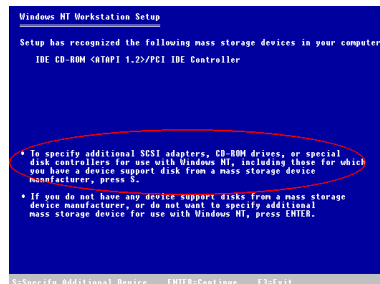 Windows NT Workstation Setup
Setup has recognized the following mass storage devices in your computer
IDE CD-ROM <ATAPI 1.2>/PCI IDE Controller
• To specify additional SCSI adapters, CD-ROM drives, or special
disk controllers for use with Windows NT, including those for which
you have a device support disk from a mass storage device
manufacturer, press S.
• If you do not have any device support disks from a mass storage
device manufacturer, or do not want to specify additional
mass storage device for use with Windows NT, press ENTER.
S=Specify Additional Device ENTER=Continue F3=Exit